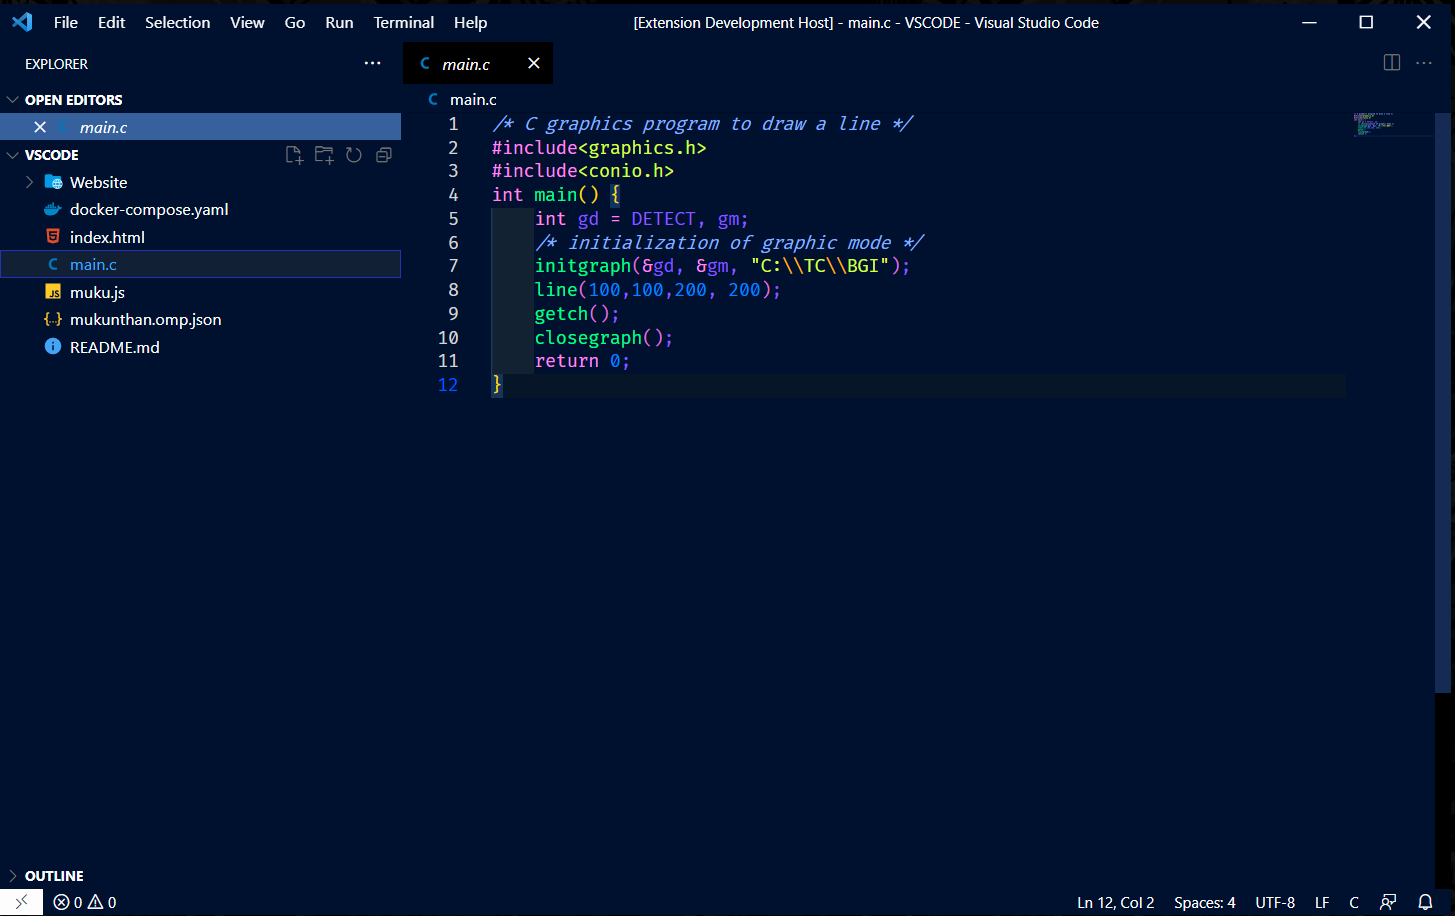 File Edit Selection View Go Run Terminal Help [Extension Development Host] - main.c - VSCODE - Visual Studio Code
EXPLORER
OPEN EDITORS
C main.c
VSCODE
Website
docker-compose.yaml
index.html
C main.c
JS muku.js
{..} mukunthan.omp.json
README.md
OUTLINE
C main.c
C main.c
1 /* C graphics program to draw a line */
2 #include<graphics.h>
3 #include<conio.h>
4 int main() {
5     int gd = DETECT, gm;
6     /* initialization of graphic mode */
7     initgraph(&gd, &gm, "C:\\TC\\BGI");
8     line(100,100,200, 200);
9     getch();
10     closegraph();
11     return 0;
12 }
0 0 Ln 12, Col 2 Spaces: 4 UTF-8 LF C